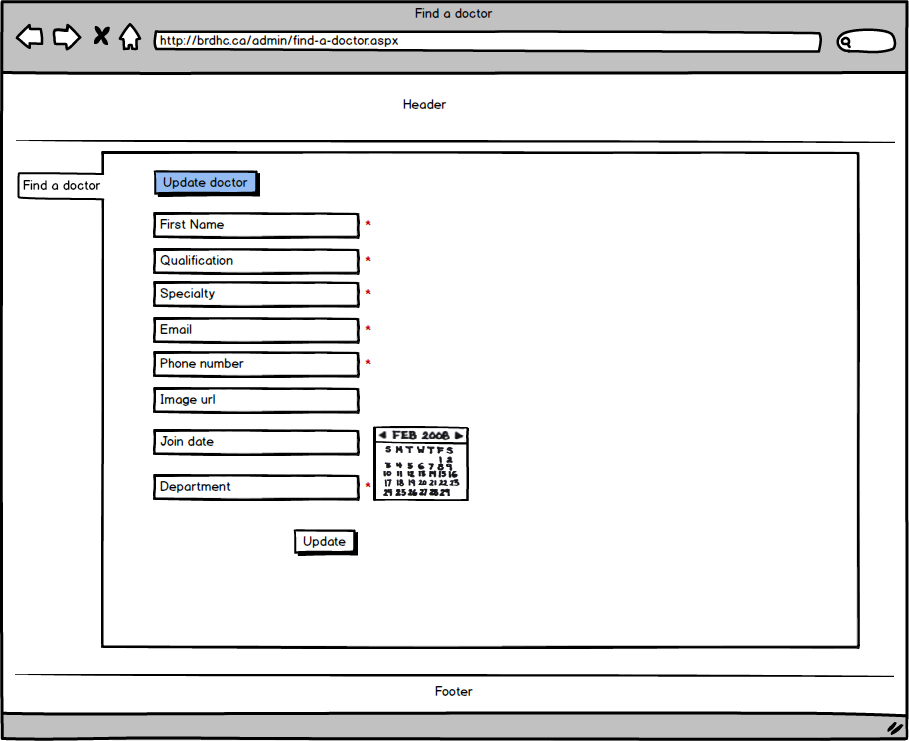 Find a doctor
http://brdhc.ca/admin/find-a-doctor.aspx
Header
Find a doctor
Update doctor
First Name *
Qualification *
Specialty *
Email *
Phone number *
Image url
Join date
FEB 2008
S M T W T F S
1 2
3 4 5 6 7 8 9
10 11 12 13 14 15 16
17 18 19 20 21 22 23
24 25 26 27 28 29
Department *
Update
Footer